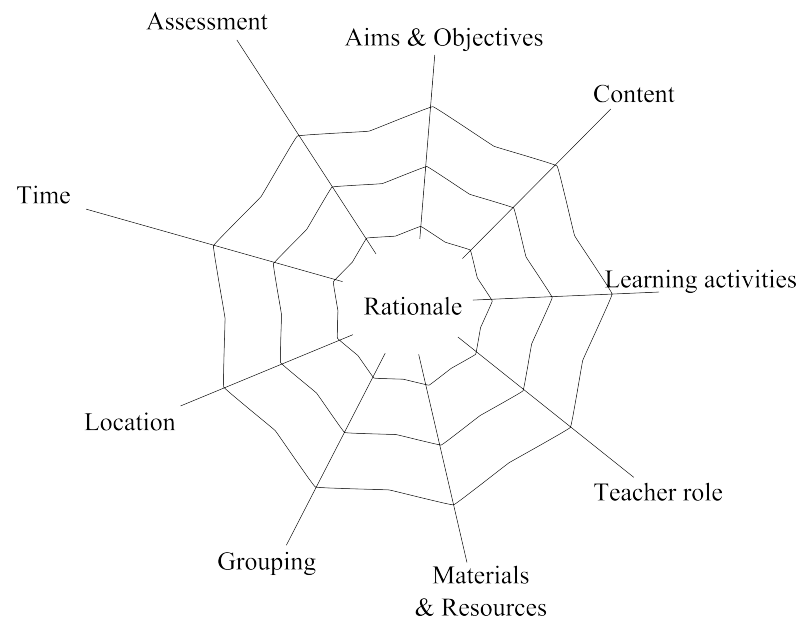 Assessment
Aims & Objectives
Content
Time
Learning activities
Rationale
Location
Teacher role
Grouping
Materials
& Resources